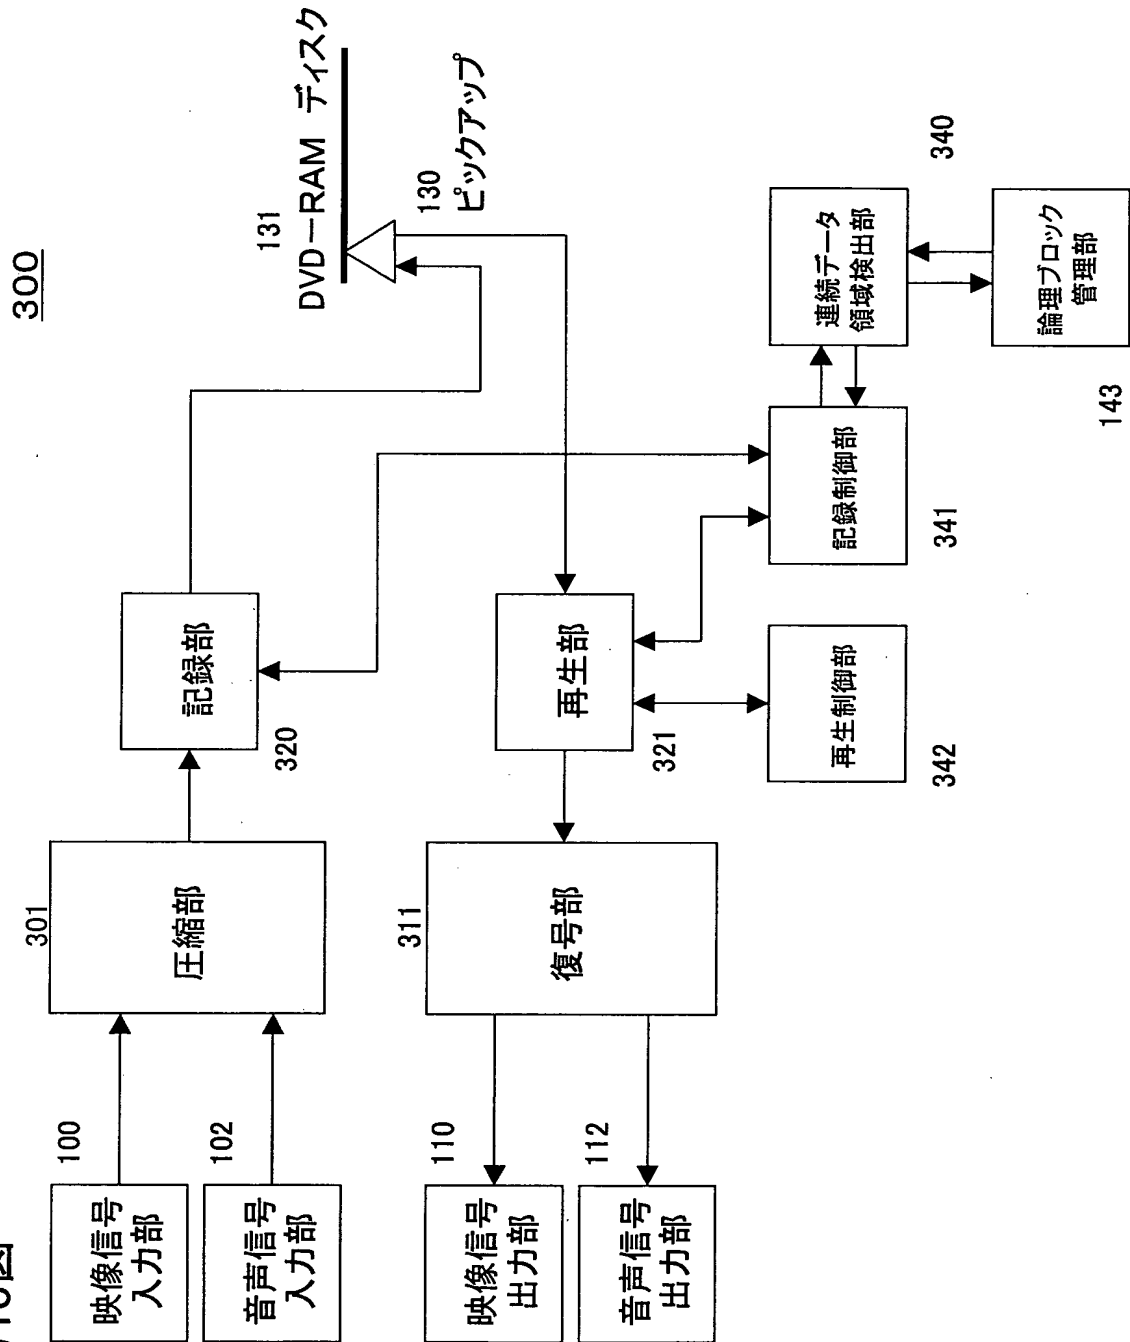 300
映像信号
入力部
100
音声信号
入力部
102
301
圧縮部
記録部
320
131
DVD－RAM ディスク
130
ピックアップ
映像信号
出力部
110
音声信号
出力部
112
311
復号部
再生部
321
再生制御部
342
記録制御部
341
連続データ
領域検出部
340
論理ブロック
管理部
143